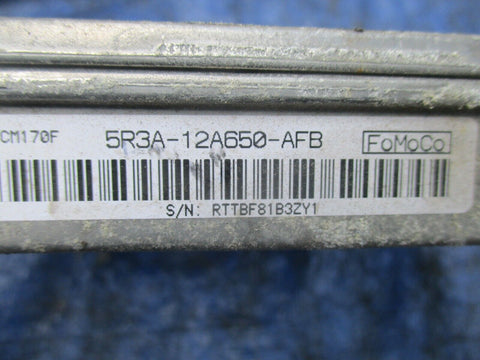 CM170F 5R3A-12A650-AFB FoMoCo
S/N: RTTBF81B3ZY1